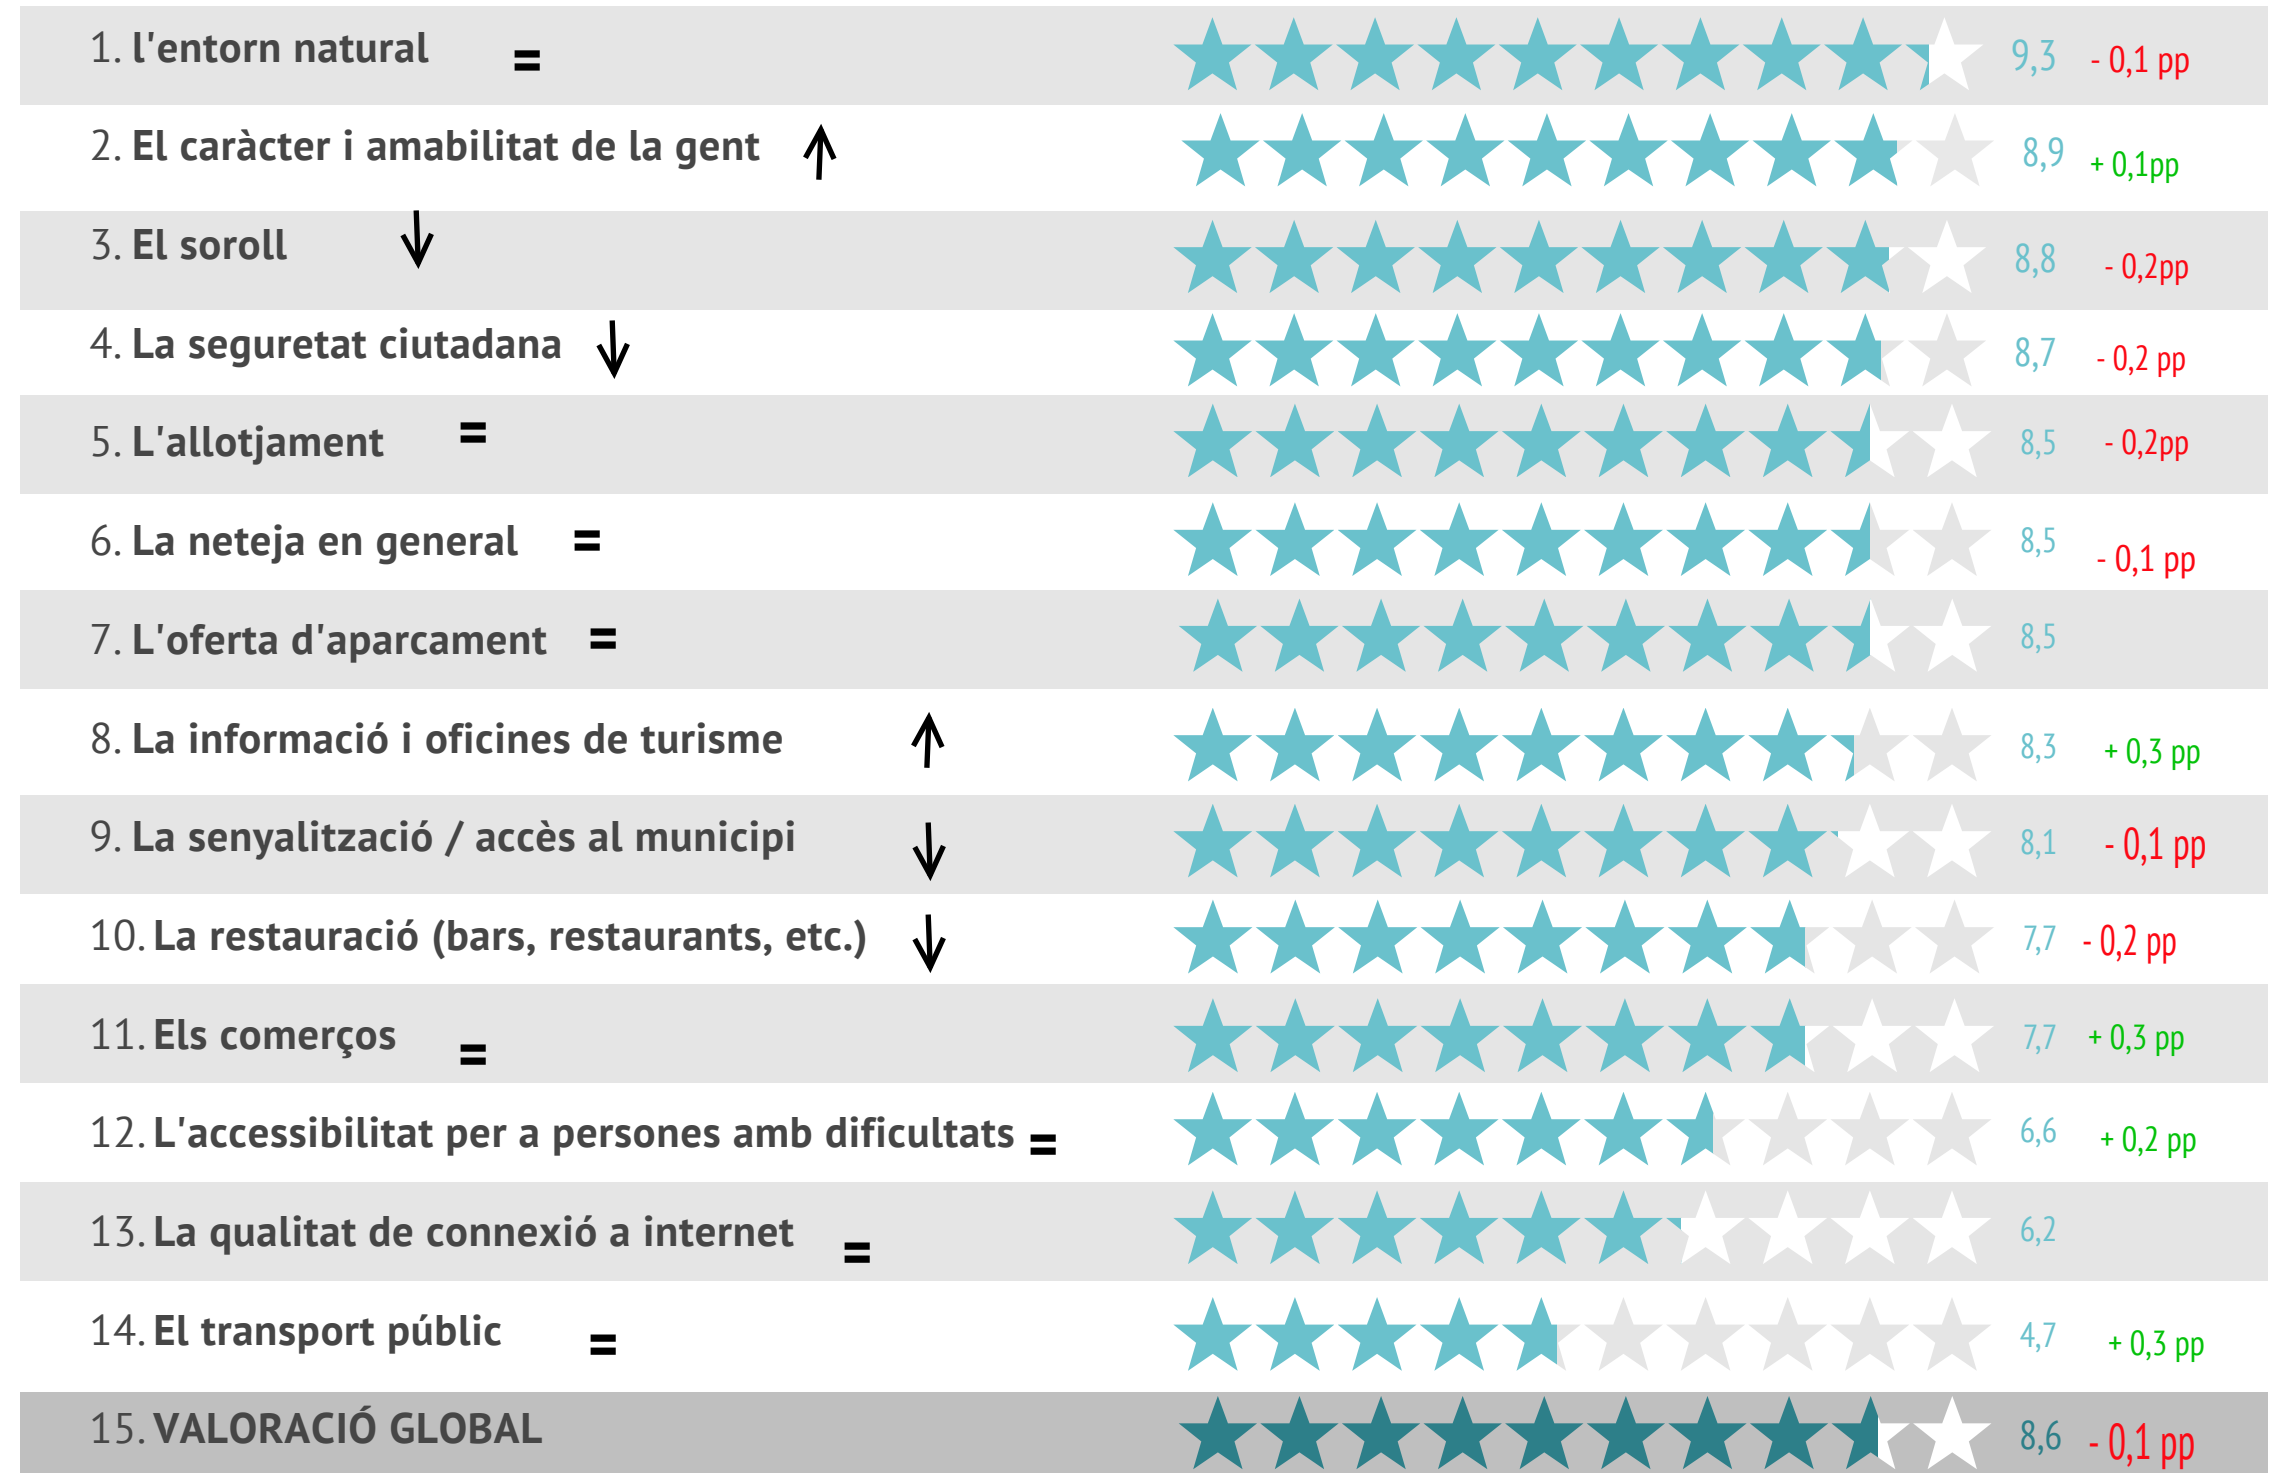 1. l'entorn natural = 9,3 - 0,1 pp
2. El caràcter i amabilitat de la gent ↑ 8,9 + 0,1pp
3. El soroll ↓ 8,8 - 0,2pp
4. La seguretat ciutadana ↓ 8,7 - 0,2 pp
5. L'allotjament = 8,5 - 0,2pp
6. La neteja en general = 8,5 - 0,1 pp
7. L'oferta d'aparcament = 8,5
8. La informació i oficines de turisme ↑ 8,3 + 0,3 pp
9. La senyalització / accès al municipi ↓ 8,1 - 0,1 pp
10. La restauració (bars, restaurants, etc.) ↓ 7,7 - 0,2 pp
11. Els comerços = 7,7 + 0,3 pp
12. L'accessibilitat per a persones amb dificultats = 6,6 + 0,2 pp
13. La qualitat de connexió a internet = 6,2
14. El transport públic = 4,7 + 0,3 pp
15. VALORACIÓ GLOBAL 8,6 - 0,1 pp